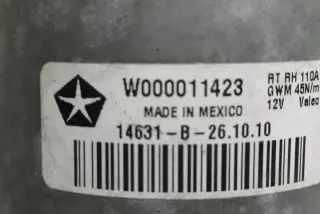 W000011423
MADE IN MEXICO
14631-B-26.10.10
RT RH 110A
GWM 45N/m
12V Valeo